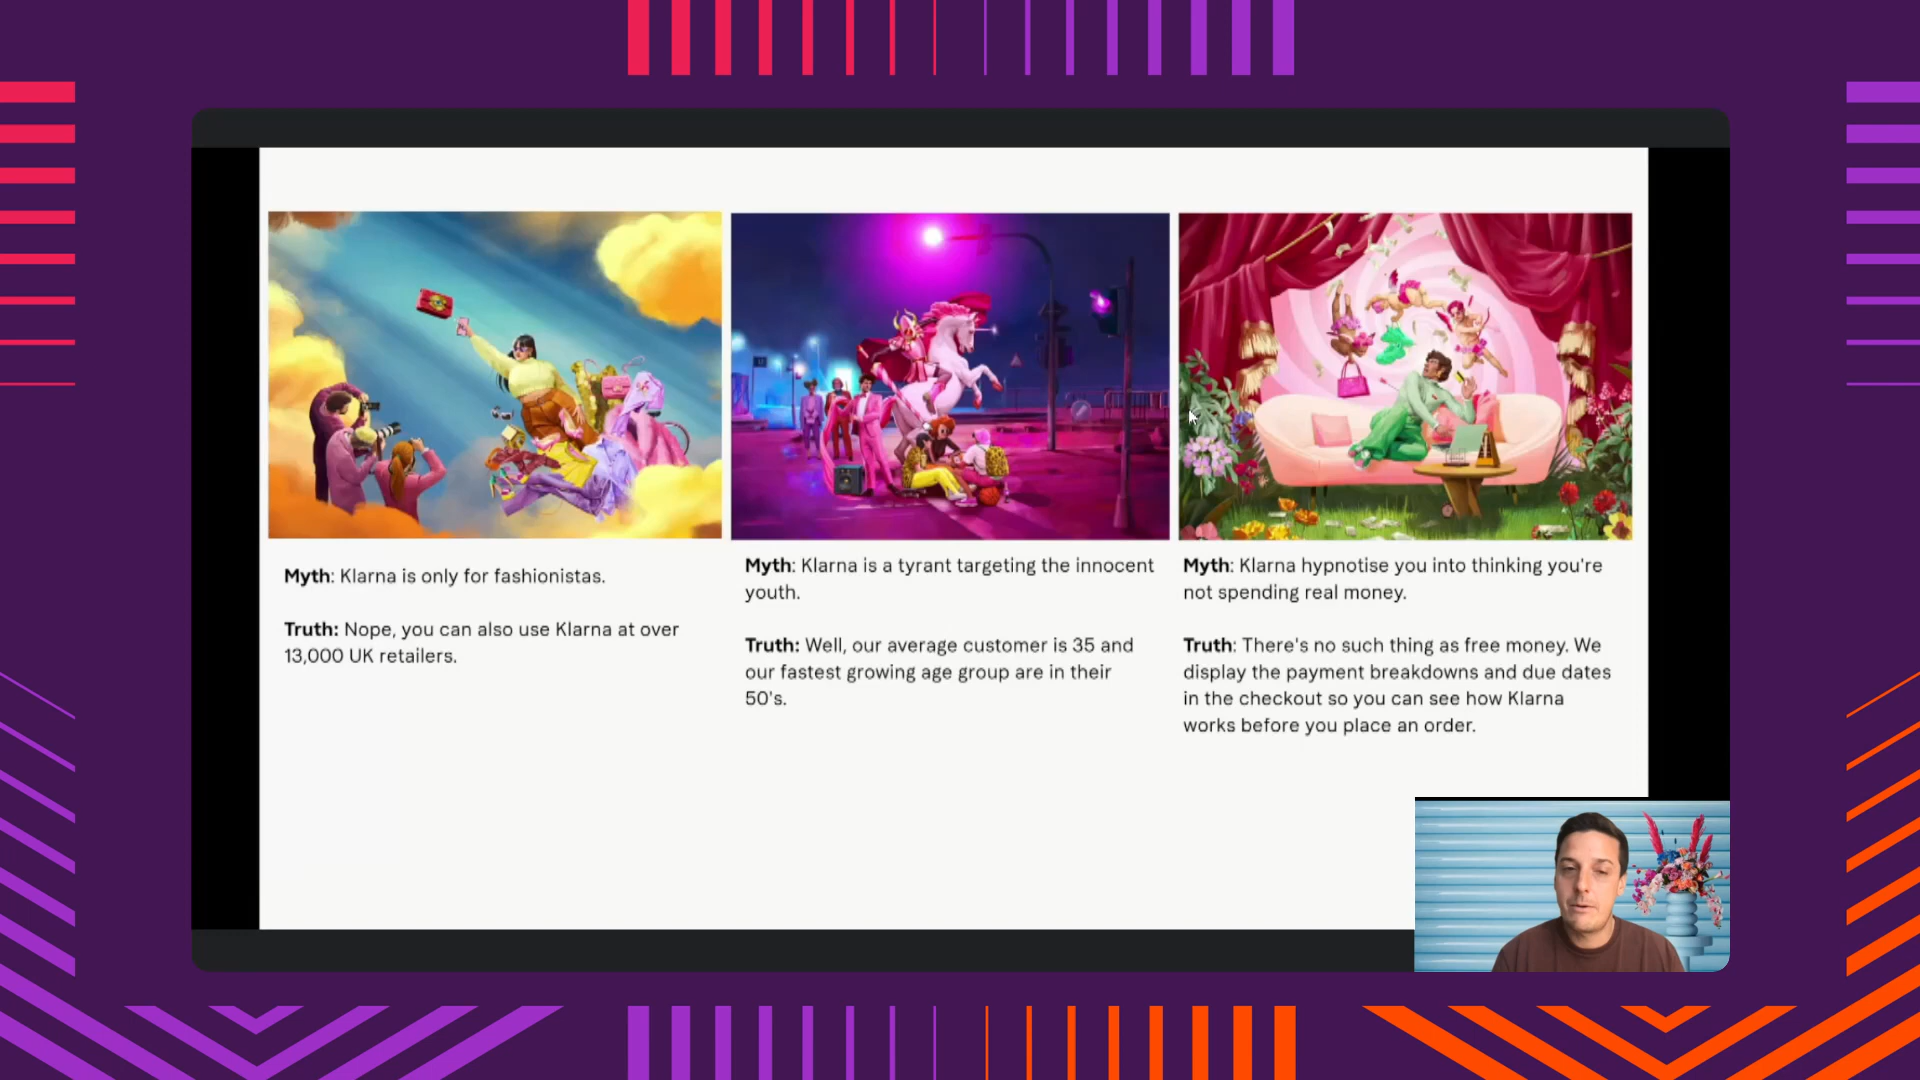 Myth: Klarna is only for fashionistas.
Truth: Nope, you can also use Klarna at over
13,000 UK retailers.
Myth: Klarna is a tyrant targeting the innocent
youth.
Truth: Well, our average customer is 35 and
our fastest growing age group are in their
50's.
Myth: Klarna hypnotise you into thinking you're
not spending real money.
Truth: There's no such thing as free money. We
display the payment breakdowns and due dates
in the checkout so you can see how Klarna
works before you place an order.